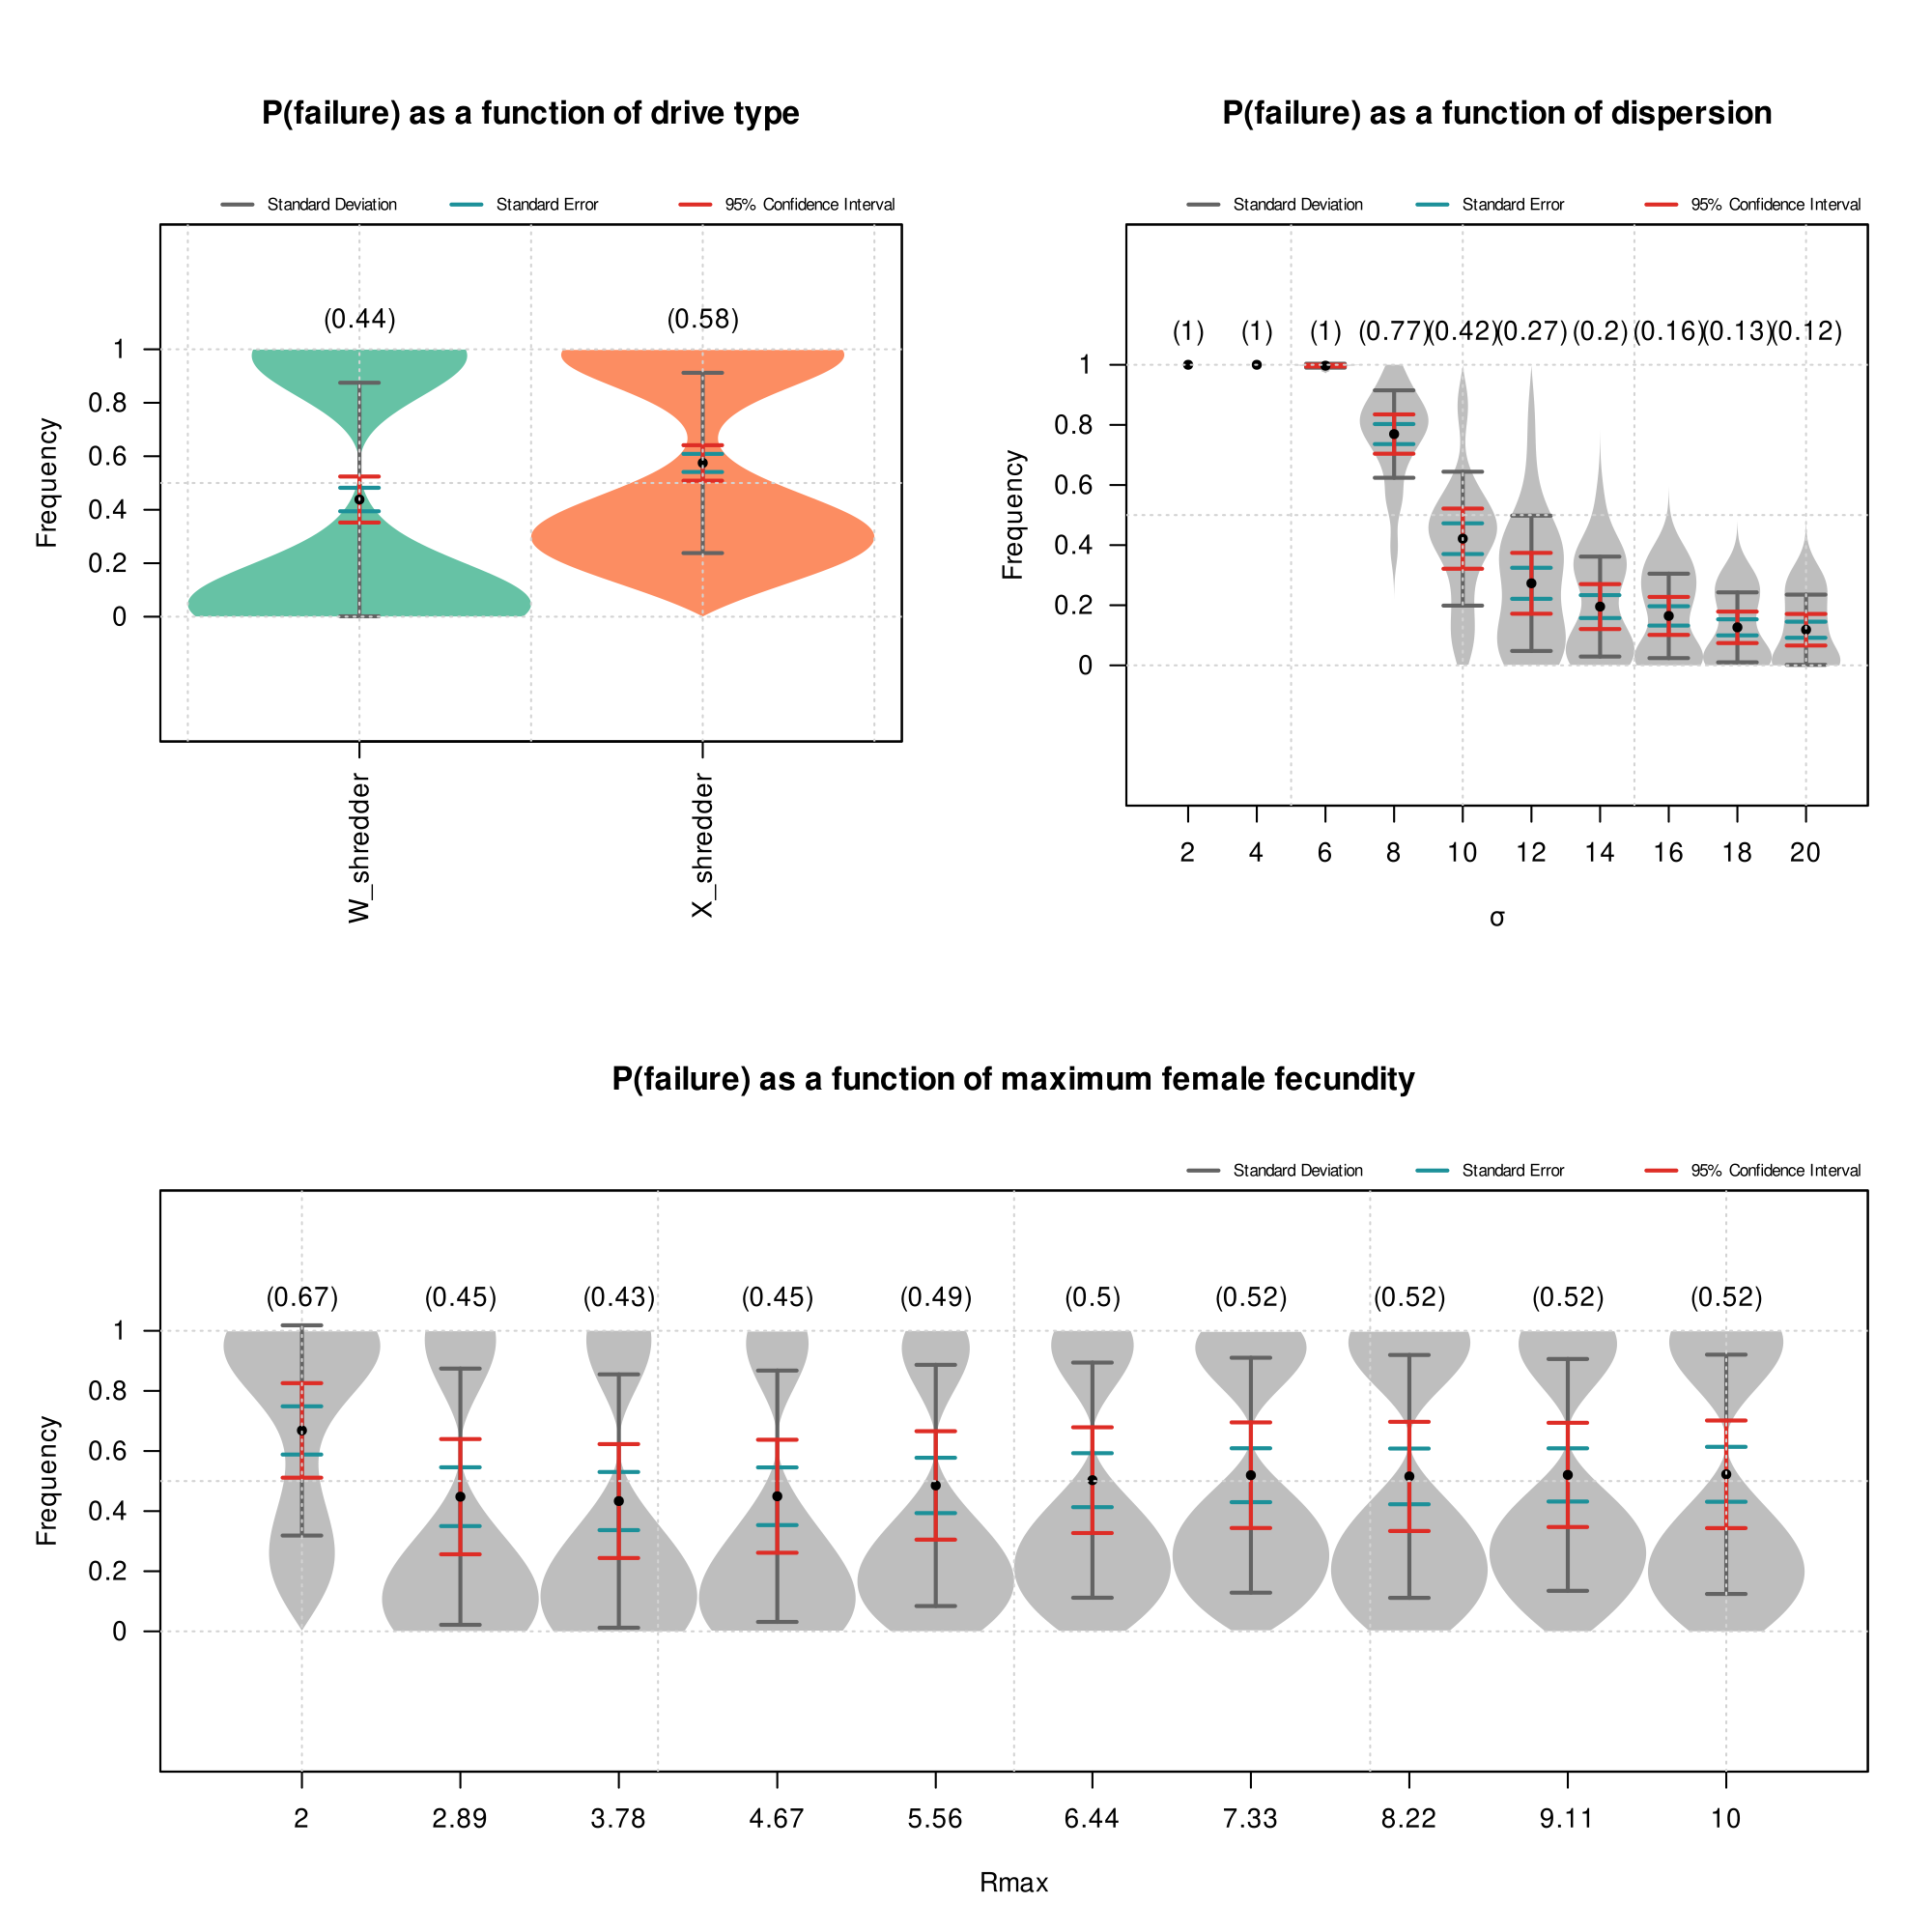 P(failure) as a function of drive type
Standard Deviation Standard Error 95% Confidence Interval
(0.44) (0.58)
1
0.8
0.6
0.4
0.2
0
Frequency
W_shredder X_shredder
P(failure) as a function of dispersion
Standard Deviation Standard Error 95% Confidence Interval
(1) (1) (1) (0.77) (0.42) (0.27) (0.2) (0.16) (0.13) (0.12)
1
0.8
0.6
0.4
0.2
0
Frequency
2 4 6 8 10 12 14 16 18 20
σ
P(failure) as a function of maximum female fecundity
Standard Deviation Standard Error 95% Confidence Interval
(0.67) (0.45) (0.43) (0.45) (0.49) (0.5) (0.52) (0.52) (0.52) (0.52)
1
0.8
0.6
0.4
0.2
0
Frequency
2 2.89 3.78 4.67 5.56 6.44 7.33 8.22 9.11 10
Rmax